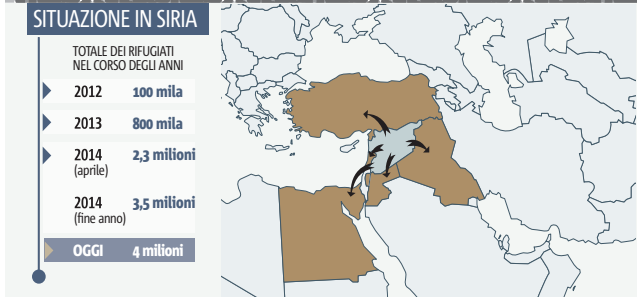 SITUAZIONE IN SIRIA
TOTALE DEI RIFUGIATI
NEL CORSO DEGLI ANNI
2012 100 mila
2013 800 mila
2014 2,3 milioni
(aprile)
2014 3,5 milioni
(fine anno)
OGGI 4 milioni